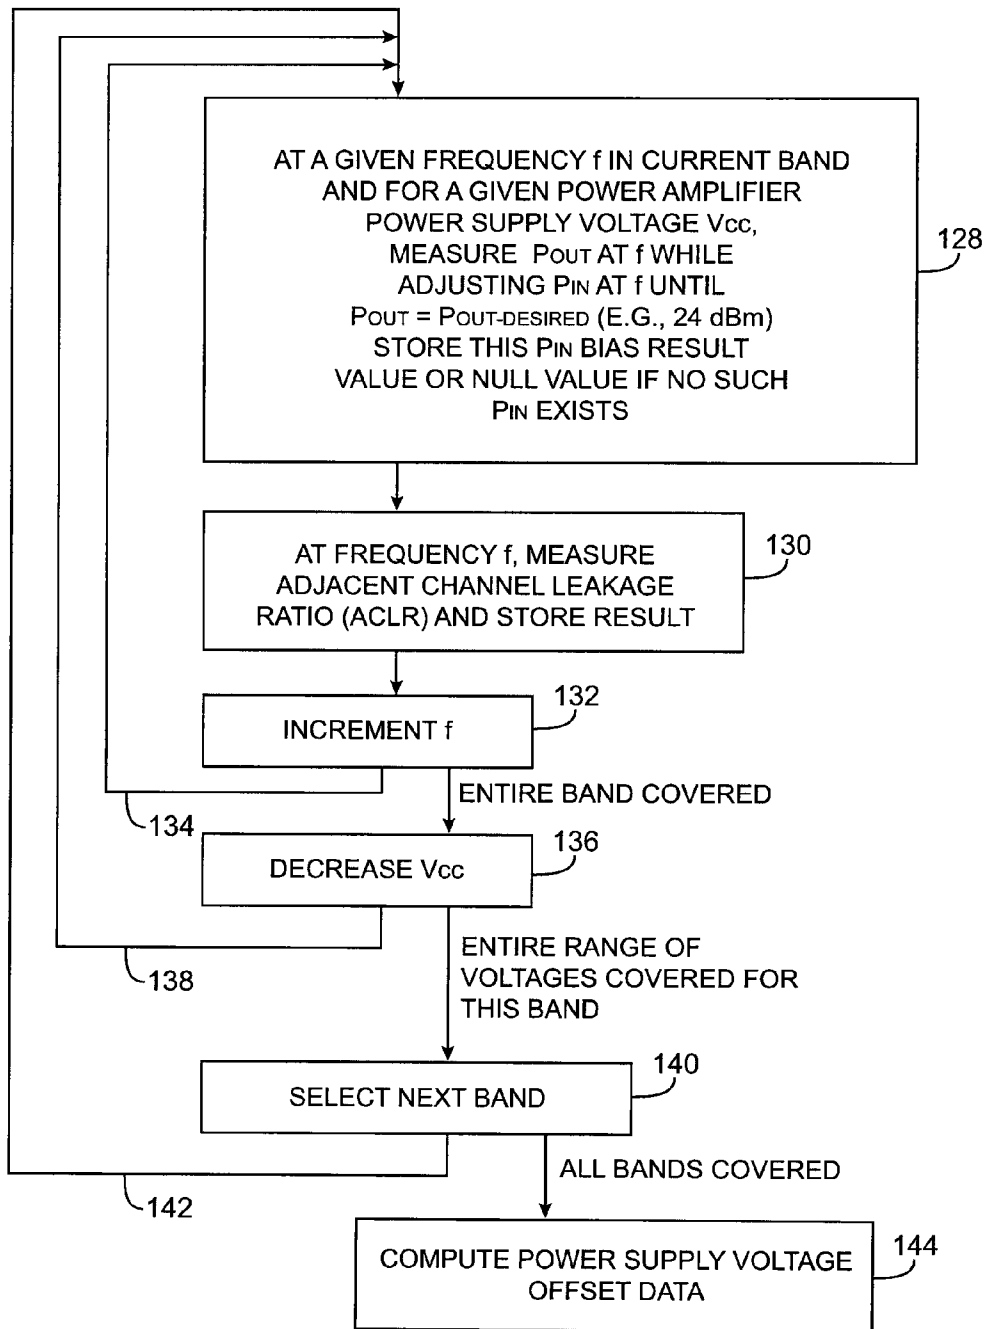 AT A GIVEN FREQUENCY f IN CURRENT BAND
AND FOR A GIVEN POWER AMPLIFIER
POWER SUPPLY VOLTAGE VCC,
MEASURE POUT AT f WHILE
ADJUSTING PIN AT f UNTIL
POUT = POUT-DESIRED (E.G., 24 dBm)
STORE THIS PIN BIAS RESULT
VALUE OR NULL VALUE IF NO SUCH
PIN EXISTS
128
AT FREQUENCY f, MEASURE
ADJACENT CHANNEL LEAKAGE
RATIO (ACLR) AND STORE RESULT
130
INCREMENT f
132
134
ENTIRE BAND COVERED
DECREASE VCC
136
138
ENTIRE RANGE OF
VOLTAGES COVERED FOR
THIS BAND
SELECT NEXT BAND
140
142
ALL BANDS COVERED
COMPUTE POWER SUPPLY VOLTAGE
OFFSET DATA
144